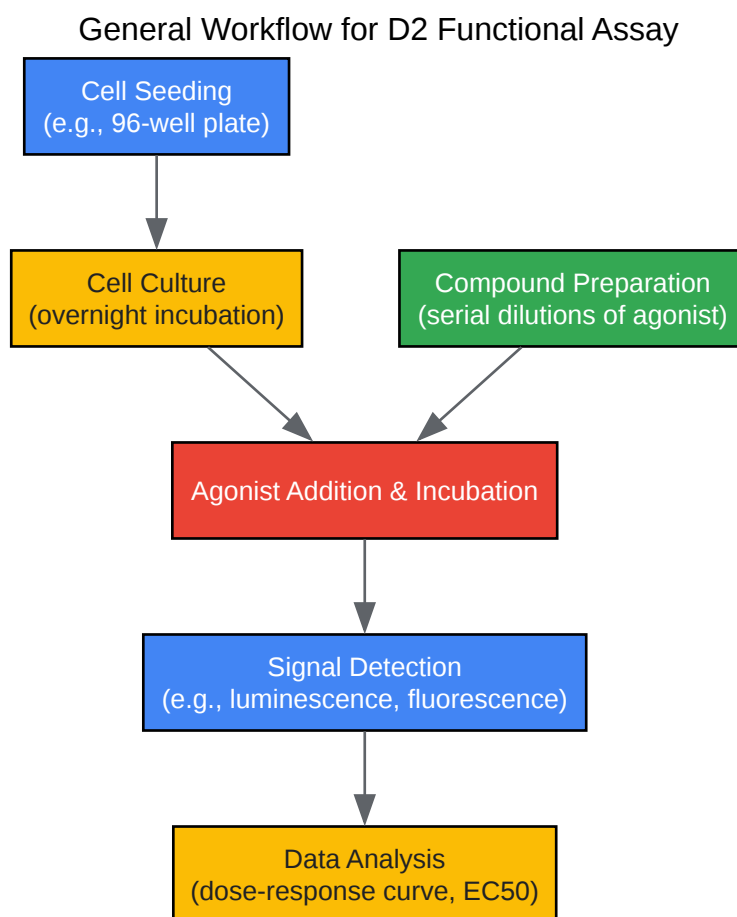 General Workflow for D2 Functional Assay
Cell Seeding
(e.g., 96-well plate)
Cell Culture
(overnight incubation)
Compound Preparation
(serial dilutions of agonist)
Agonist Addition & Incubation
Signal Detection
(e.g., luminescence, fluorescence)
Data Analysis
(dose-response curve, EC50)